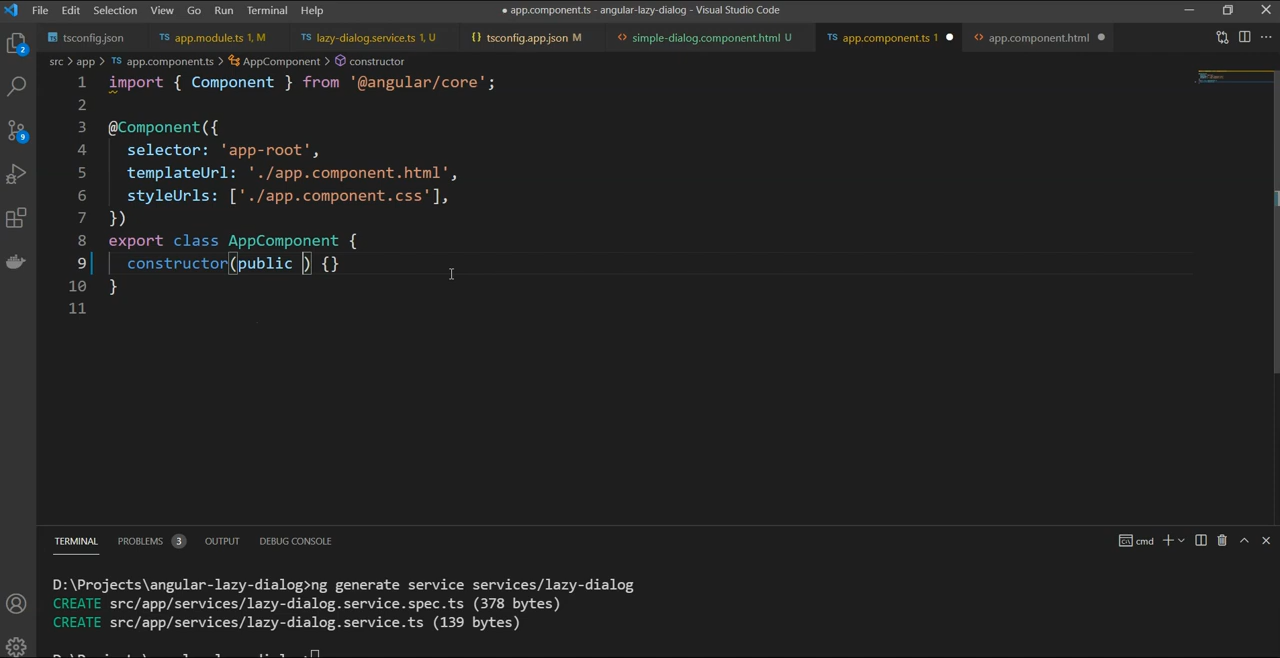 File Edit Selection View Go Run Terminal Help ● app.component.ts - angular-lazy-dialog - Visual Studio Code
2 tsconfig.json TS app.module.ts 1, M TS lazy-dialog.service.ts 1, U {} tsconfig.app.json M <> simple-dialog.component.html U TS app.component.ts 1 ● <> app.component.html ●
src > app > TS app.component.ts > AppComponent > constructor
1 import { Component } from '@angular/core';
2
3 @Component({
4 selector: 'app-root',
5 templateUrl: './app.component.html',
6 styleUrls: ['./app.component.css'],
7 })
8 export class AppComponent {
9 constructor(public ) {}
10 }
11
9
TERMINAL PROBLEMS 3 OUTPUT DEBUG CONSOLE cmd
D:\Projects\angular-lazy-dialog>ng generate service services/lazy-dialog
CREATE src/app/services/lazy-dialog.service.spec.ts (378 bytes)
CREATE src/app/services/lazy-dialog.service.ts (139 bytes)